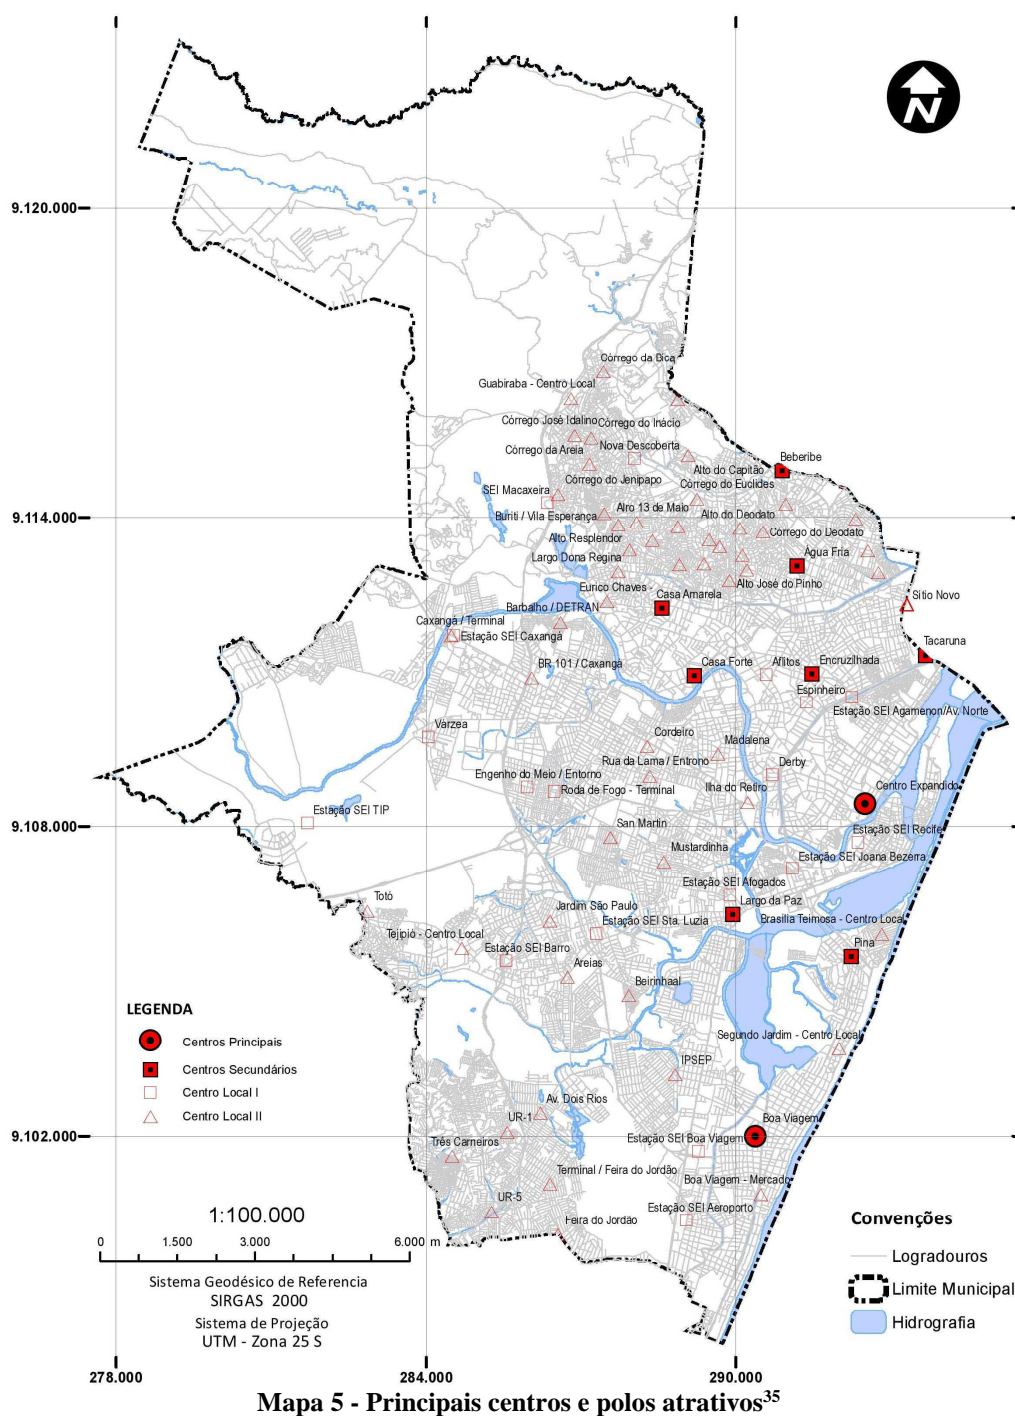 N
9.120.000
Córrego da Bica
Guabiraba - Centro Local
Córrego José Idalino
Córrego do Inácio
Córrego da Areia
Nova Descoberta
Beberibe
Alto do Capitão
Córrego do Jenipapo
Córrego do Euclides
SEI Macaxeira
9.114.000
Buriti / Vila Esperança
Alro 13 de Maio
Alto do Deodato
Córrego do Deodato
Alto Resplendor
Largo Dona Regina
Agua Fria
Eurico Chaves -
Alto José do Pinho
Casa Amarela
Sitio Novo
Barbalho / DETRAN
Caxangá / Terminal
Estação SEI Caxangá
Tacaruna
BR 101 / Caxangá
Casa Forte
Aflitos
Encruzilhada
Espinheiro
Estação SEI Agamenon/Av. Norte
Varzea
Cordeiro
Madalena
Rua da Lama / Entrono
Engenho do Meio / Entorno
Derby
Roda de Fogo - Terminal
Ilha do Retiro
Centro Expandido
Estação SEI TIP
9.108.000
San Martin
Estação SEI Recife
Mustardinha
Estação SEI Joana Bezerra
Estação SEI Afogados
Totó
Largo da Paz
Jardim São Paulo
Estação SEI Sta. Luzia
Brasilia Teimosa - Centro Local
Tejipió - Centro Local
Estação SEI Barro
Pina
Areias
Beirinhaal
LEGENDA
Centros Principais
Centros Secundários
Centro Local I
Centro Local II
Segundo Jardim - Centro Local
IPSEP
Av. Dois Rios
UR-1
Boa Viagem
9.102.000
Três Carneiros
Estação SEI Boa Viagem
Terminal / Feira do Jordão
Boa Viagem - Mercado
UR-5
Estação SEI Aeroporto
Feira do Jordão
1:100.000
0 1.500 3.000 6.000 m
Sistema Geodésico de Referencia
SIRGAS 2000
Sistema de Projeção
UTM - Zona 25 S
Convenções
Logradouros
Limite Municipal
Hidrografia
278.000 284.000 290.000
Mapa 5 - Principais centros e polos atrativos35